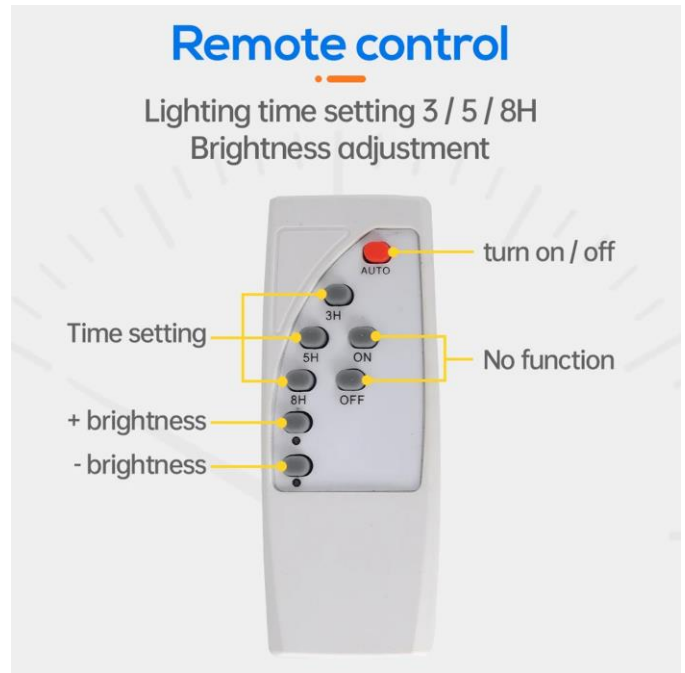 Remote control
Lighting time setting 3 / 5 / 8H
Brightness adjustment
turn on / off
AUTO
3H
Time setting
5H
ON
No function
8H
OFF
+ brightness
- brightness